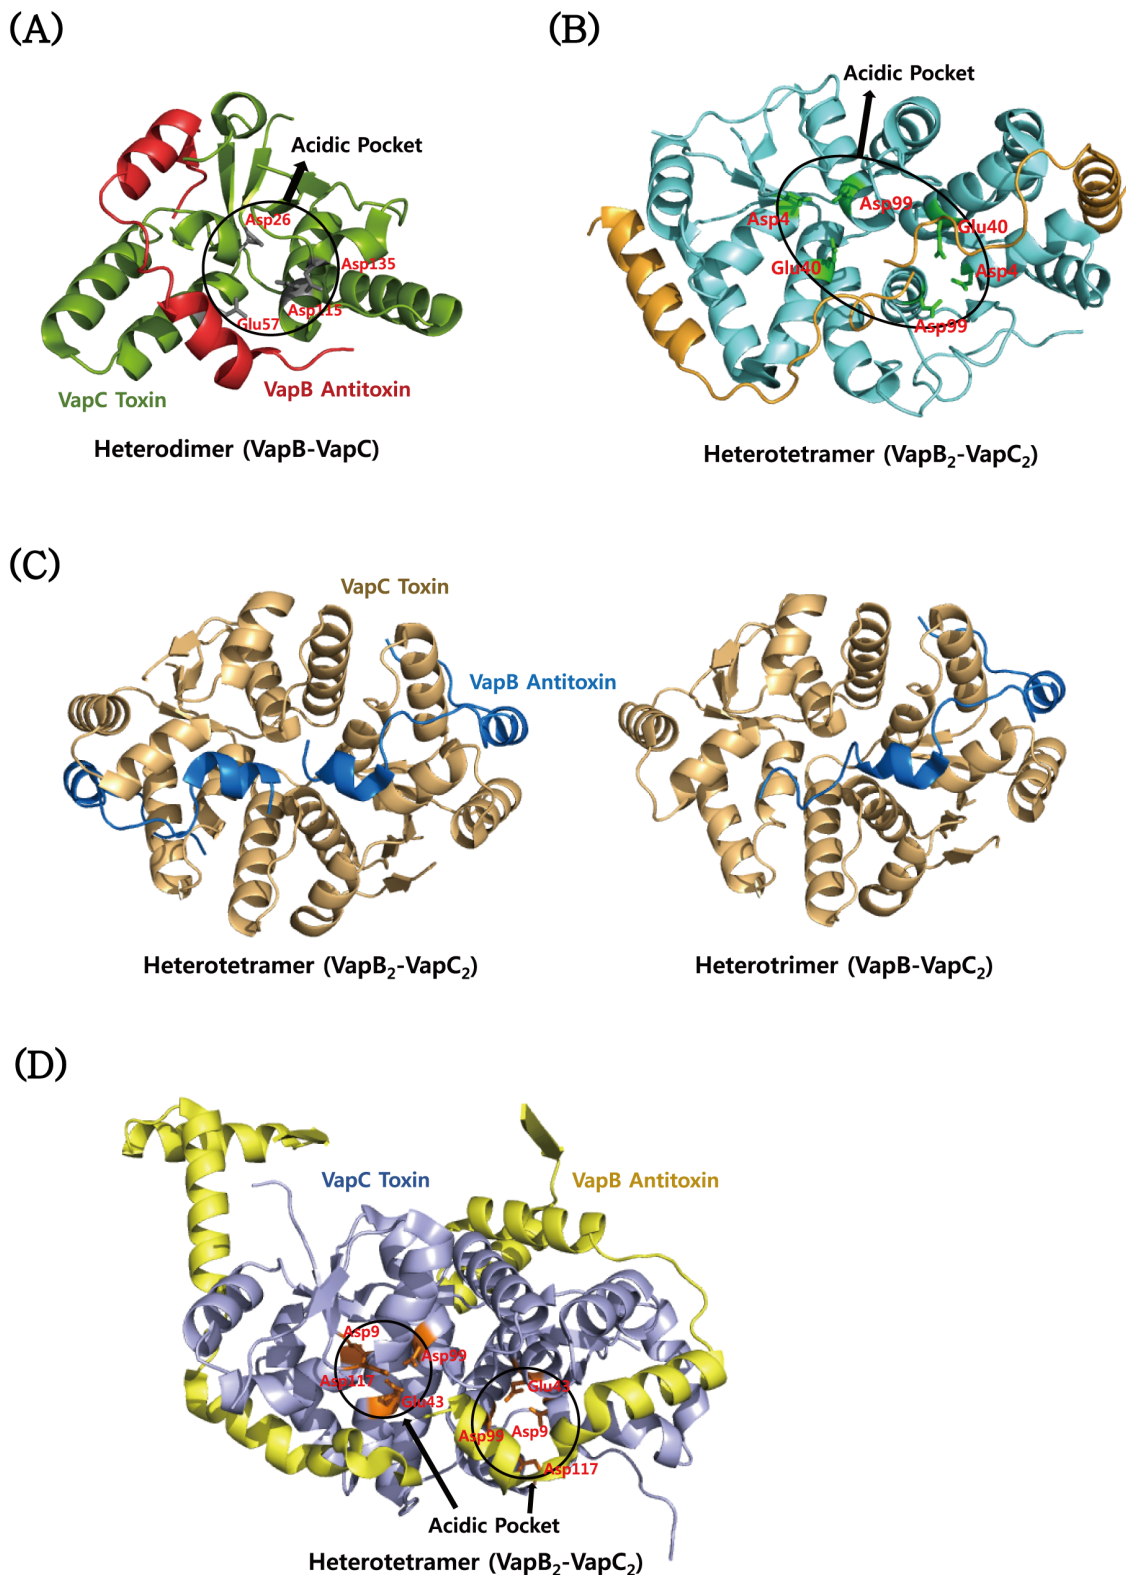 (A)
(B)
Acidic Pocket
Acidic Pocket
Asp26
Asp135
Asp115
Glu57
VapC Toxin
VapB Antitoxin
Heterodimer (VapB-VapC)
Asp4
Asp99
Glu40
Glu40
Asp4
Asp99
Heterotetramer (VapB₂-VapC₂)
(C)
VapC Toxin
VapB Antitoxin
Heterotetramer (VapB₂-VapC₂)
Heterotrimer (VapB-VapC₂)
(D)
VapC Toxin
VapB Antitoxin
Asp9
Asp99
Asp117
Glu43
Glu43
Asp99
Asp9
Asp117
Acidic Pocket
Heterotetramer (VapB₂-VapC₂)